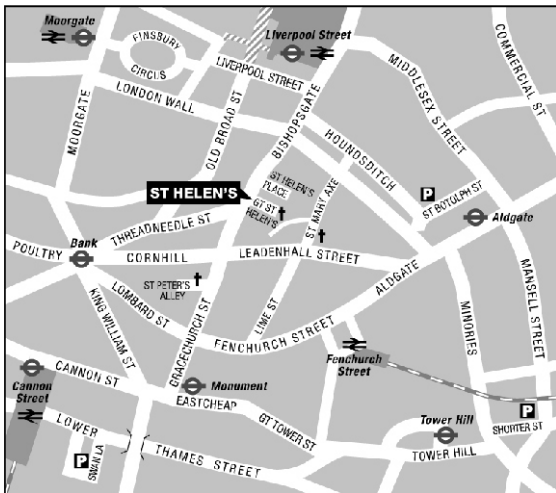 Moorgate
FINSBURY
CIRCUS
Liverpool Street
LIVERPOOL STREET
MIDDLESEX STREET
COMMERCIAL ST
MOORGATE
LONDON WALL
OLD BROAD ST
BISHOPSGATE
HOUNDSDITCH
ST HELEN'S
ST HELEN'S
PLACE
GT ST
HELEN'S
ST MARY AXE
P
ST BOTOLPH ST
Aldgate
THREADNEEDLE ST
POULTRY
Bank
CORNHILL
LEADENHALL STREET
ALDGATE
ST PETER'S
ALLEY
KING WILLIAM ST
LOMBARD ST
GRACECHURCH ST
LIME ST
FENCHURCH STREET
MINORIES
MANSELL STREET
Fenchurch
Street
CANNON ST
Cannon
Street
Monument
EASTCHEAP
GT TOWER ST
Tower Hill
TOWER HILL
P
SHORTER ST
LOWER
THAMES STREET
P
SWAN LA